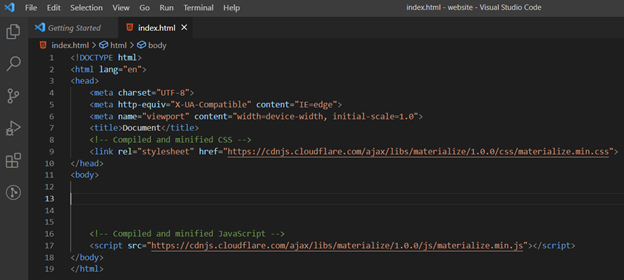 File Edit Selection View Go Run Terminal Help index.html - website - Visual Studio Code
Getting Started index.html
index.html > html > body
1 <!DOCTYPE html>
2 <html lang="en">
3 <head>
4 <meta charset="UTF-8">
5 <meta http-equiv="X-UA-Compatible" content="IE=edge">
6 <meta name="viewport" content="width=device-width, initial-scale=1.0">
7 <title>Document</title>
8 <!-- Compiled and minified CSS -->
9 <link rel="stylesheet" href="https://cdnjs.cloudflare.com/ajax/libs/materialize/1.0.0/css/materialize.min.css">
10 </head>
11 <body>
12
13
14
15
16 <!-- Compiled and minified JavaScript -->
17 <script src="https://cdnjs.cloudflare.com/ajax/libs/materialize/1.0.0/js/materialize.min.js"></script>
18 </body>
19 </html>